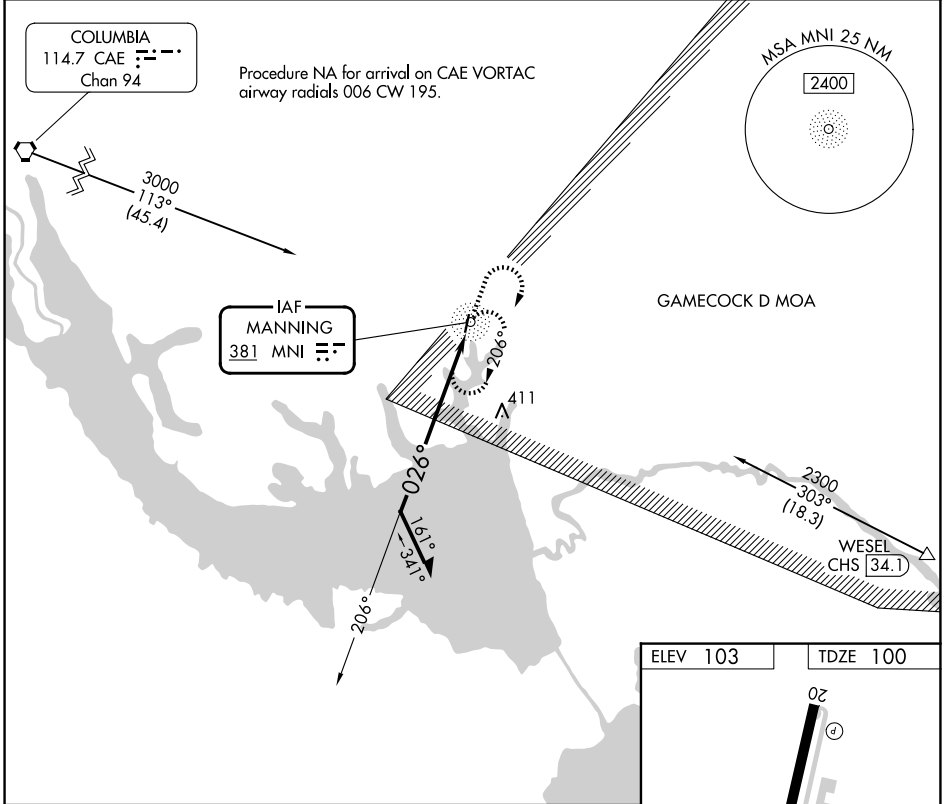 COLUMBIA
114.7 CAE
Chan 94
Procedure NA for arrival on CAE VORTAC
airway radials 006 CW 195.
MSA MNI 25 NM
2400
3000
113°
(45.4)
IAF
MANNING
381 MNI
GAMECOCK D MOA
206°
411
026°
161°
341°
206°
2300
303°
(18.3)
WESEL
CHS 34.1
ELEV 103
TDZE 100
20
P